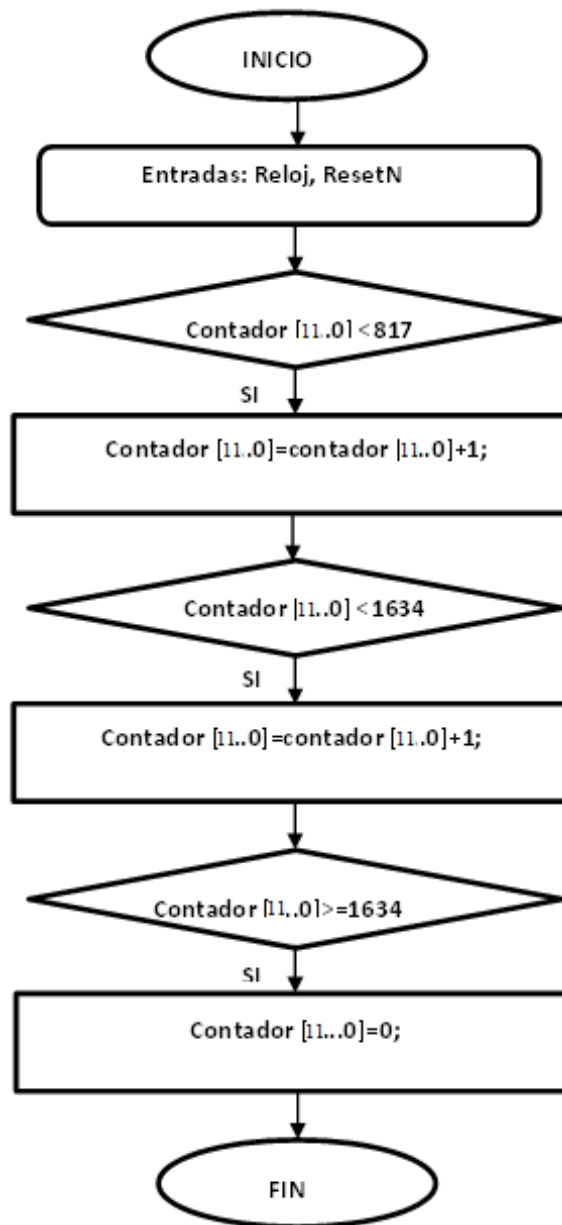 INICIO
Entradas: Reloj, ResetN
Contador [11..0] <817
SI
Contador [11..0]=contador [11..0]+1;
Contador [11..0] <1634
SI
Contador [11..0]=contador [11..0]+1;
Contador [11..0]>=1634
SI
Contador [11...0]=0;
FIN